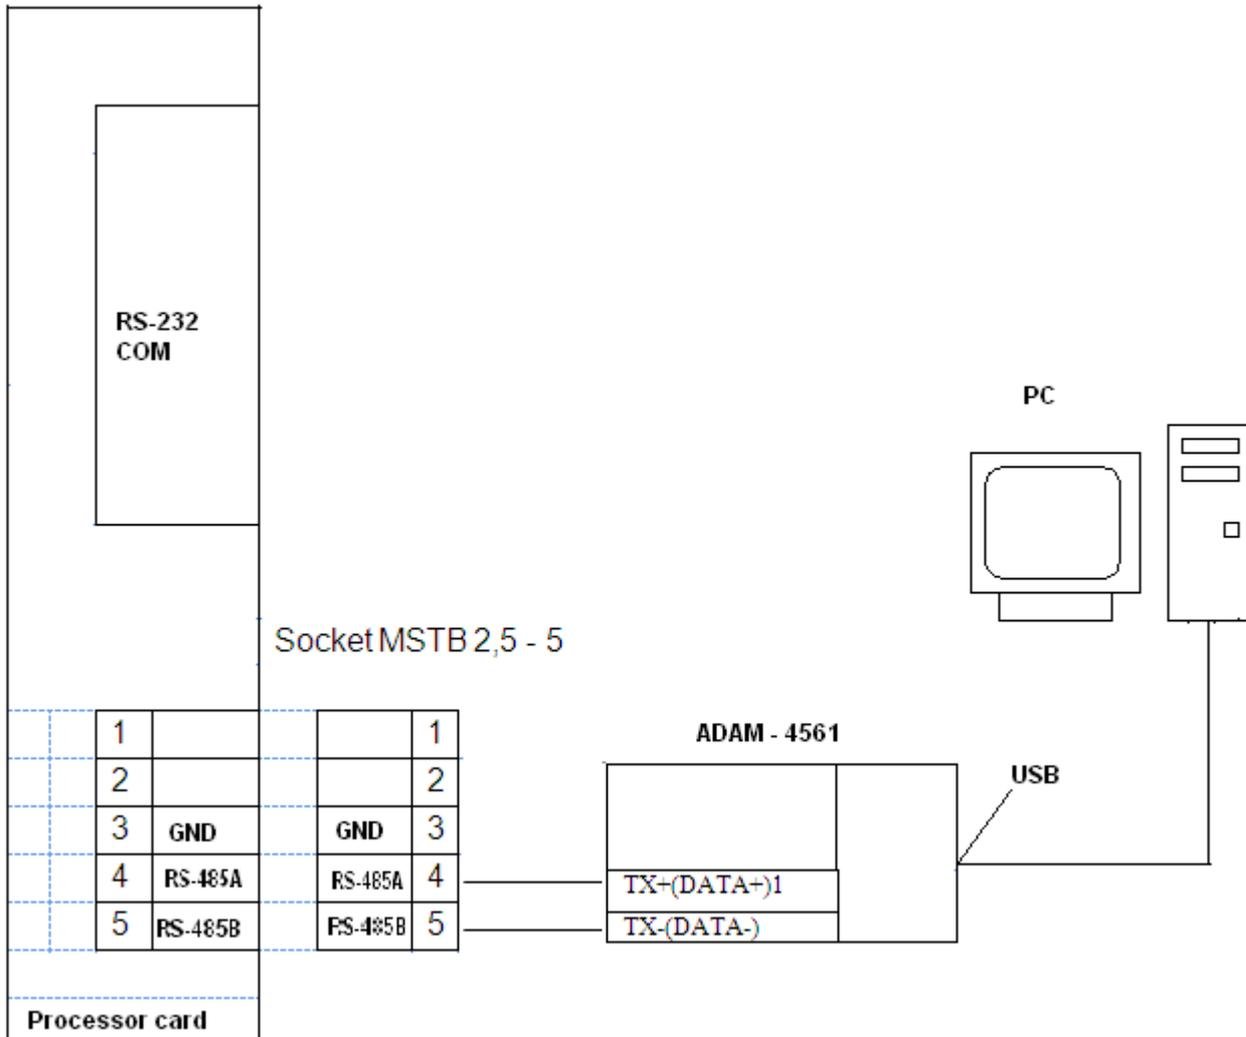 RS-232
COM
PC
Socket MSTB 2,5 - 5
1 1
2 2
3 GND GND 3
4 RS-485A RS-485A 4
5 RS-485B RS-485B 5
ADAM - 4561
USB
TX+(DATA+)1
TX-(DATA-)
Processor card